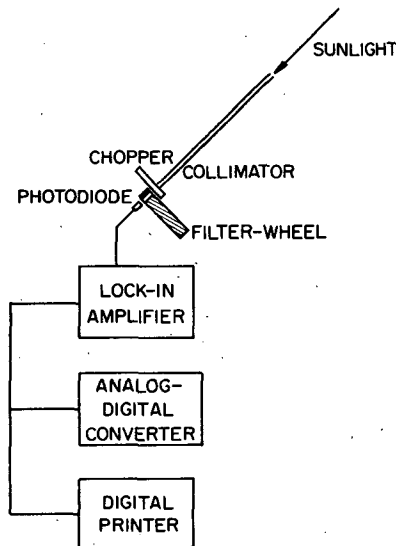 SUNLIGHT
CHOPPER
COLLIMATOR
PHOTODIODE
FILTER-WHEEL
LOCK-IN
AMPLIFIER
ANALOG-
DIGITAL
CONVERTER
DIGITAL
PRINTER